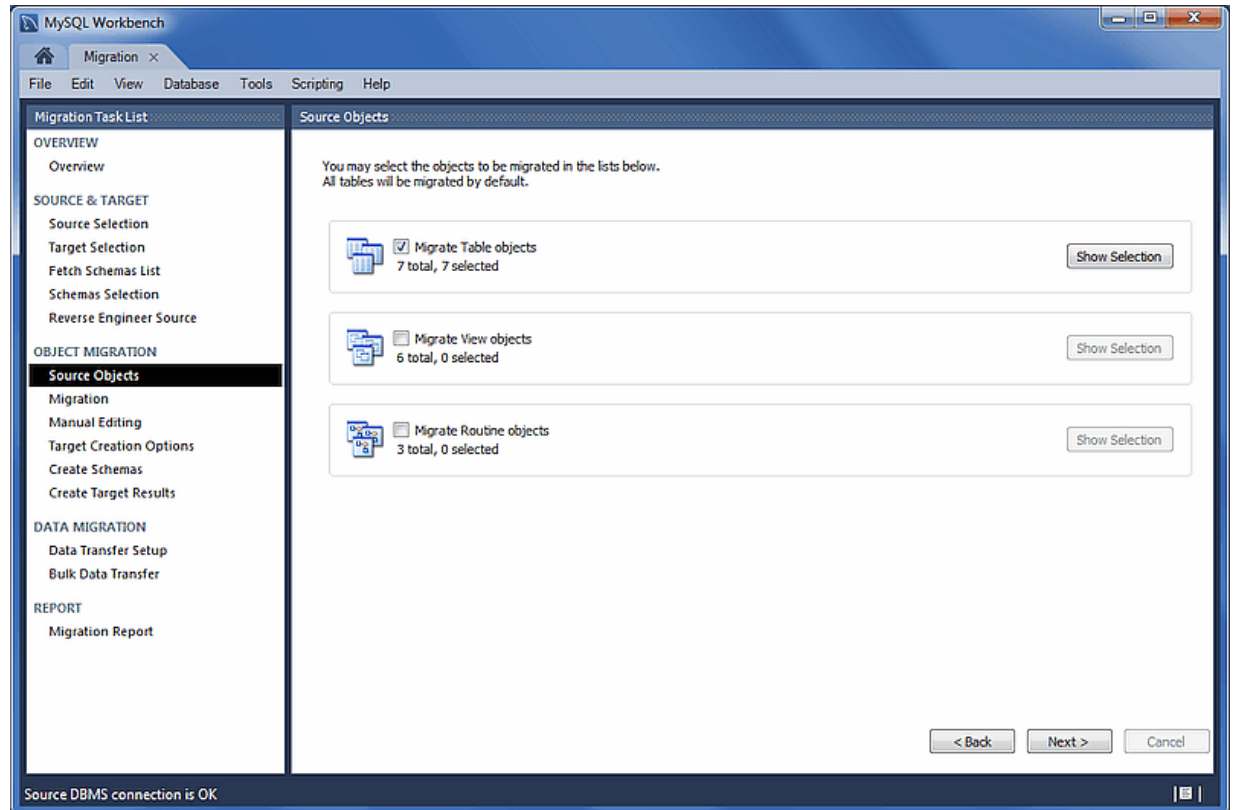 MySQL Workbench
Migration ×
File Edit View Database Tools Scripting Help
Migration Task List
OVERVIEW
Overview
SOURCE & TARGET
Source Selection
Target Selection
Fetch Schemas List
Schemas Selection
Reverse Engineer Source
OBJECT MIGRATION
Source Objects
Migration
Manual Editing
Target Creation Options
Create Schemas
Create Target Results
DATA MIGRATION
Data Transfer Setup
Bulk Data Transfer
REPORT
Migration Report
Source Objects
You may select the objects to be migrated in the lists below.
All tables will be migrated by default.
Migrate Table objects
7 total, 7 selected
Show Selection
Migrate View objects
6 total, 0 selected
Show Selection
Migrate Routine objects
3 total, 0 selected
Show Selection
< Back Next > Cancel
Source DBMS connection is OK